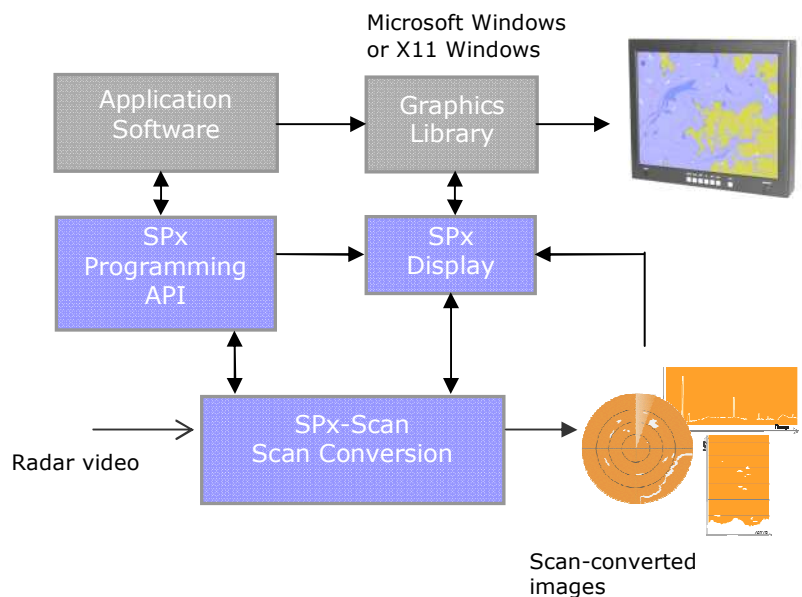 Microsoft Windows
or X11 Windows
Application
Software
Graphics
Library
SPx
Programming
API
SPx
Display
SPx-Scan
Scan Conversion
Radar video
Range
Scan-converted
images